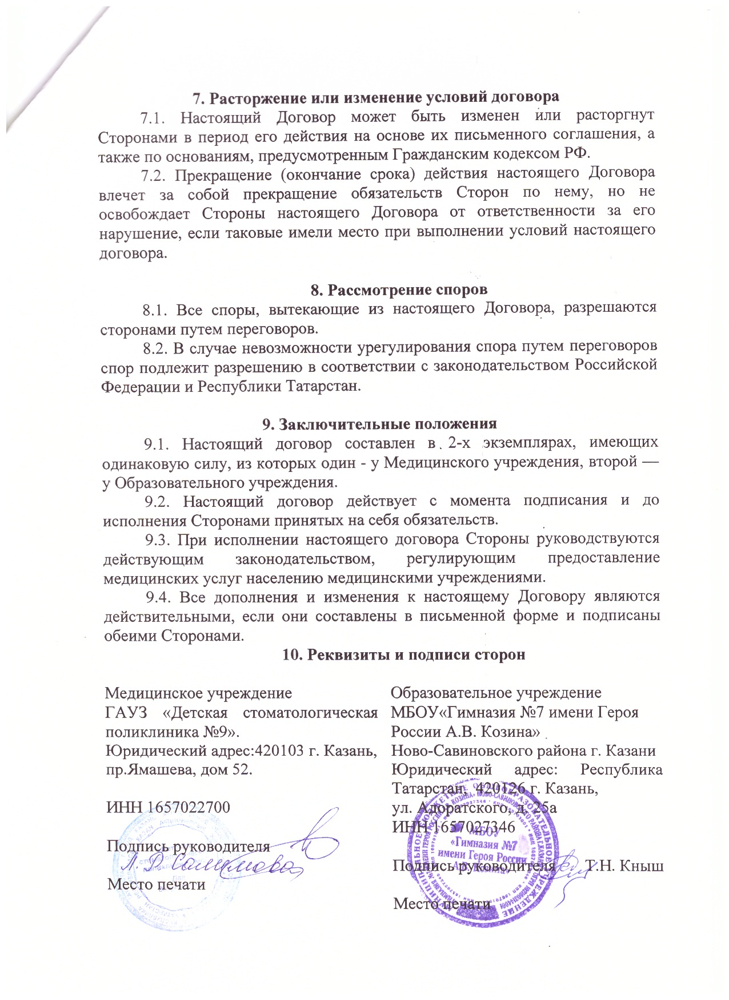 7. Расторжение или изменение условий договора
7.1. Настоящий Договор может быть изменен или расторгнут
Сторонами в период его действия на основе их письменного соглашения, а
также по основаниям, предусмотренным Гражданским кодексом РФ.
7.2. Прекращение (окончание срока) действия настоящего Договора
влечет за собой прекращение обязательств Сторон по нему, но не
освобождает Стороны настоящего Договора от ответственности за его
нарушение, если таковые имели место при выполнении условий настоящего
договора.
8. Рассмотрение споров
8.1. Все споры, вытекающие из настоящего Договора, разрешаются
сторонами путем переговоров.
8.2. В случае невозможности урегулирования спора путем переговоров
спор подлежит разрешению в соответствии с законодательством Российской
Федерации и Республики Татарстан.
9. Заключительные положения
9.1. Настоящий договор составлен в 2-х экземплярах, имеющих
одинаковую силу, из которых один - у Медицинского учреждения, второй —
у Образовательного учреждения.
9.2. Настоящий договор действует с момента подписания и до
исполнения Сторонами принятых на себя обязательств.
9.3. При исполнении настоящего договора Стороны руководствуются
действующим законодательством, регулирующим предоставление
медицинских услуг населению медицинскими учреждениями.
9.4. Все дополнения и изменения к настоящему Договору являются
действительными, если они составлены в письменной форме и подписаны
обеими Сторонами.
10. Реквизиты и подписи сторон
Медицинское учреждение
ГАУЗ «Детская стоматологическая
поликлиника №9».
Юридический адрес:420103 г. Казань,
пр.Ямашева, дом 52.
ИНН 1657022700
Подпись руководителя
Место печати
Образовательное учреждение
МБОУ«Гимназия №7 имени Героя
России А.В. Козина»
Ново-Савиновского района г. Казани
Юридический адрес: Республика
Татарстан, 420126 г. Казань,
ул. Адоратского, д. 25а
ИНН 1657027346
Подпись руководителя Т.Н. Кныш
Место печати
МБОУ
«Гимназия №7
имени Героя России
А.В. Козина»